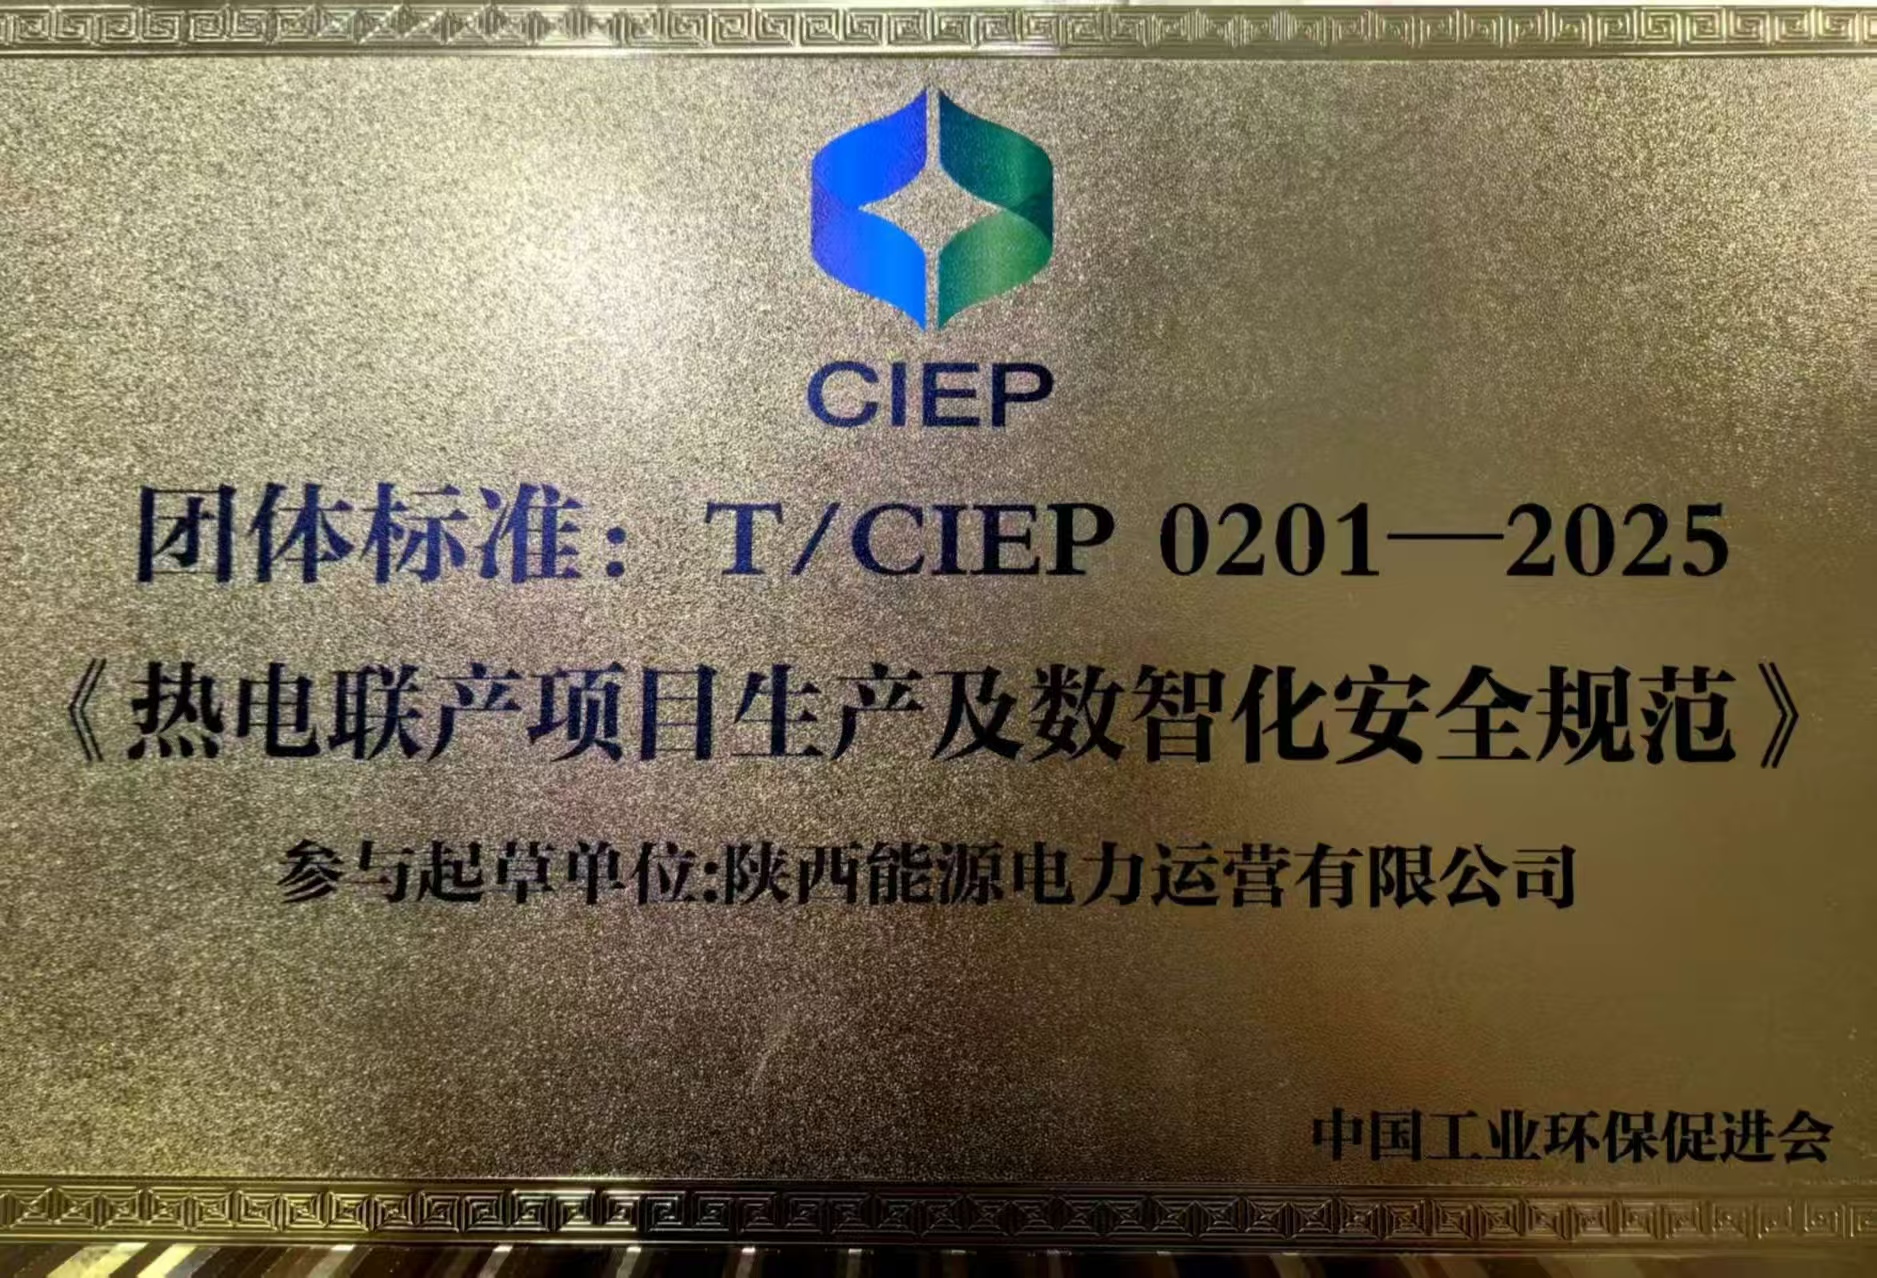 CIEP
团体标准：T/CIEP 0201—2025
《热电联产项目生产及数智化安全规范》
参与起草单位:陕西能源电力运营有限公司
中国工业环保促进会